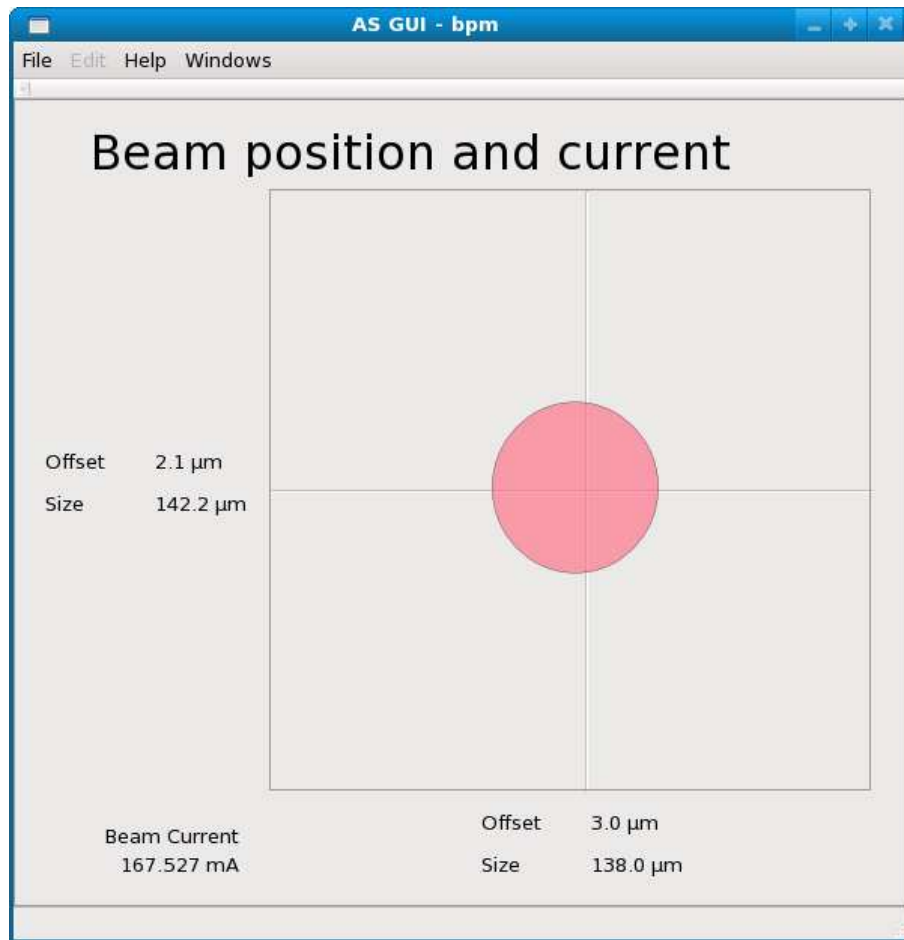 AS GUI - bpm
File Edit Help Windows
Beam position and current
Offset 2.1 µm
Size 142.2 µm
Offset 3.0 µm
Beam Current
167.527 mA
Size 138.0 µm